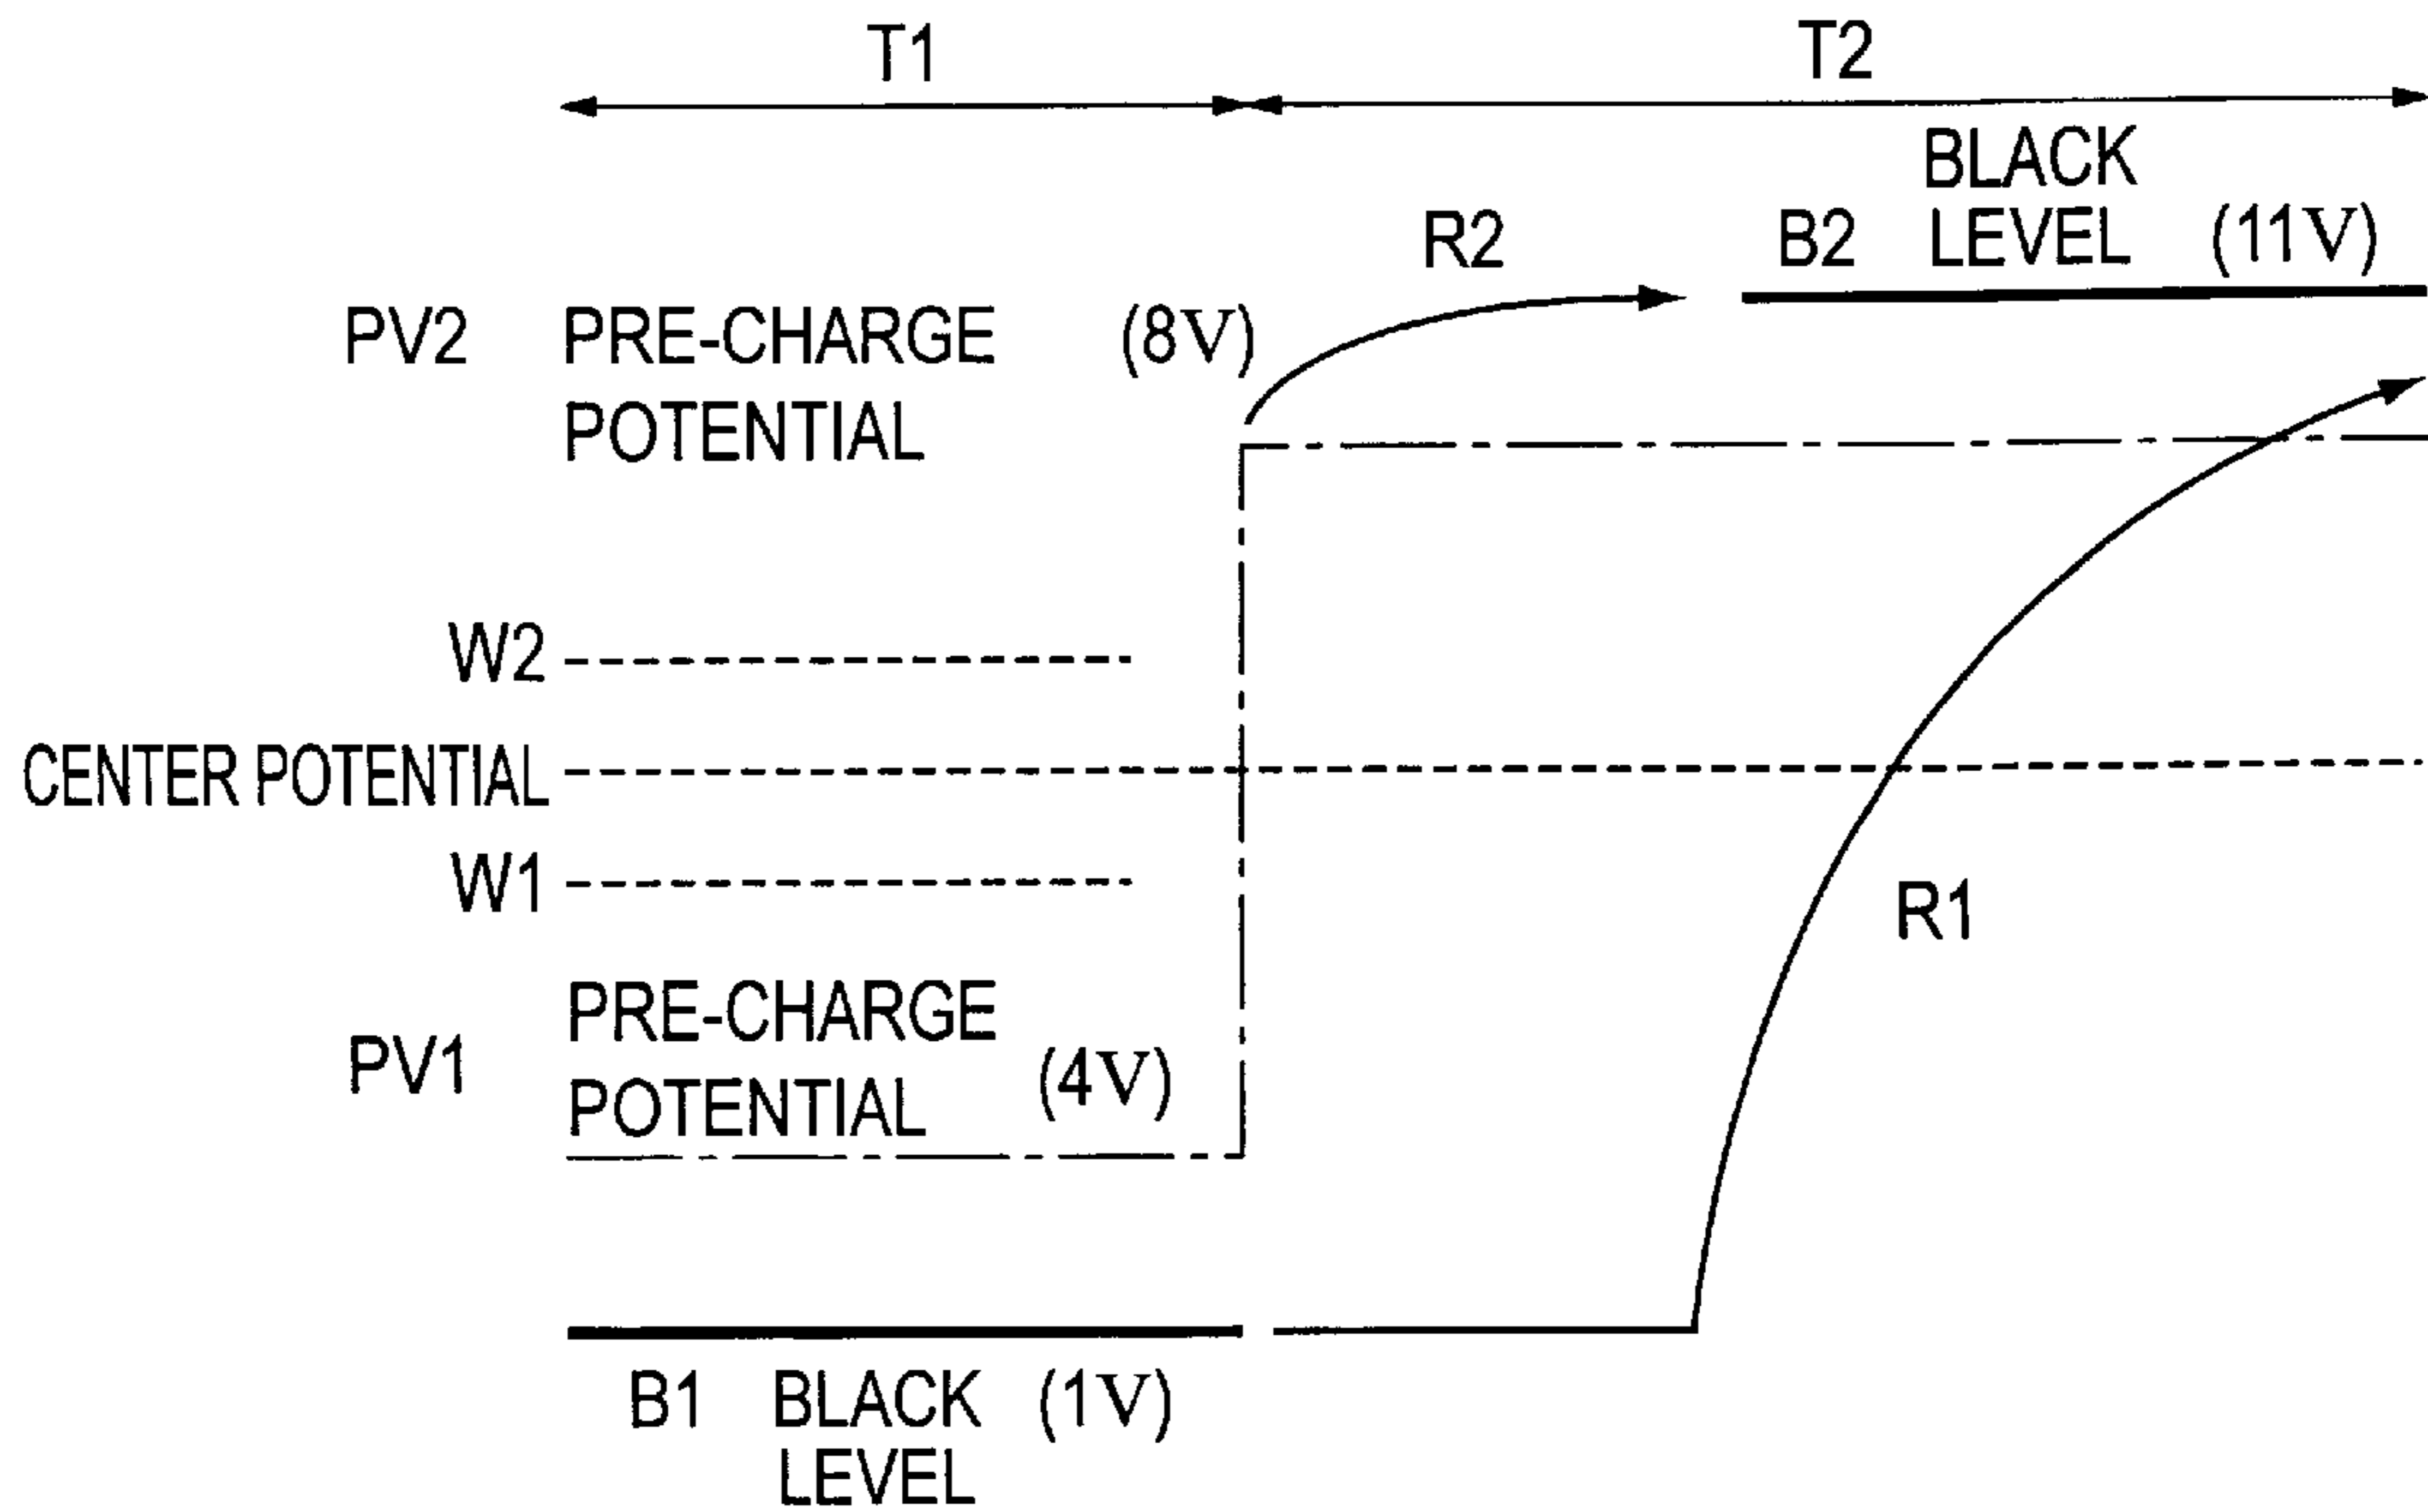 T1
T2
BLACK
R2 B2 LEVEL (11V)
PV2 PRE-CHARGE (8V)
POTENTIAL
W2
CENTER POTENTIAL
W1
R1
PRE-CHARGE
PV1 (4V)
POTENTIAL
B1 BLACK (1V)
LEVEL